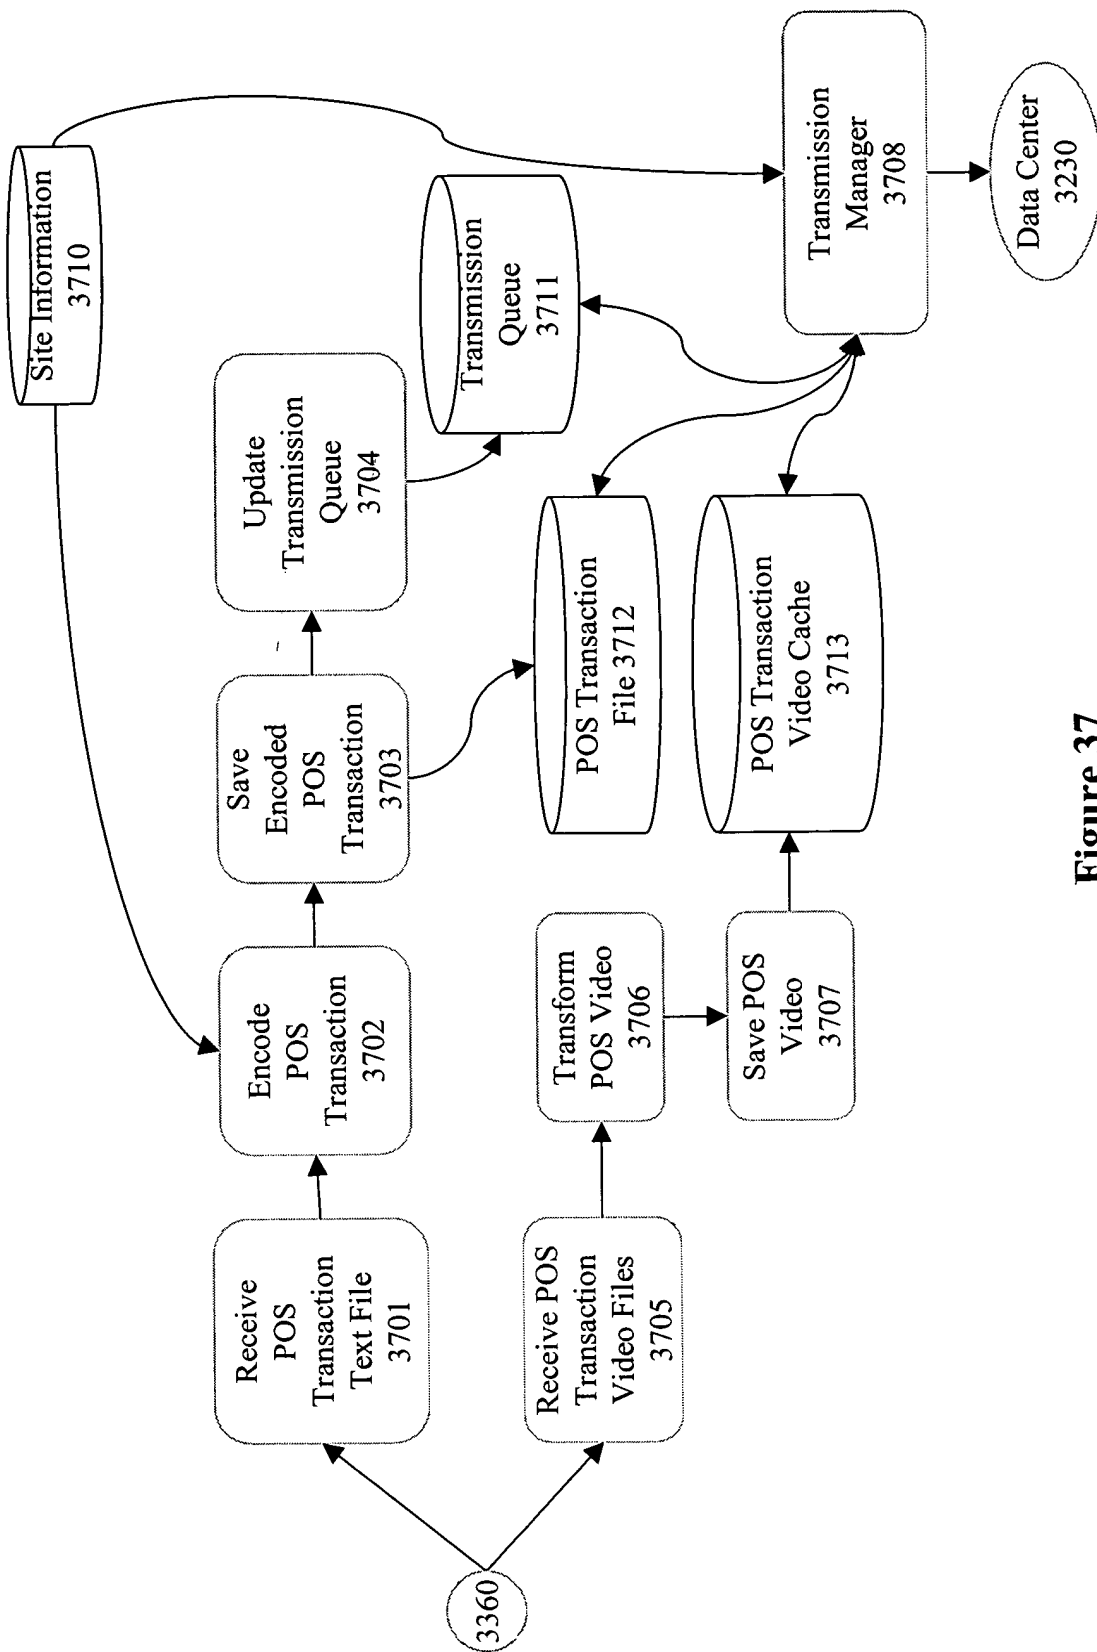 Site Information
3710
Receive
POS
Transaction
Text File
3701
Encode
POS
Transaction
3702
Save
Encoded
POS
Transaction
3703
Update
Transmission
Queue
3704
Transmission
Queue
3711
3360
Receive POS
Transaction
Video Files
3705
Transform
POS Video
3706
Save POS
Video
3707
POS Transaction
File 3712
POS Transaction
Video Cache
3713
Transmission
Manager
3708
Data Center
3230
Figure 37